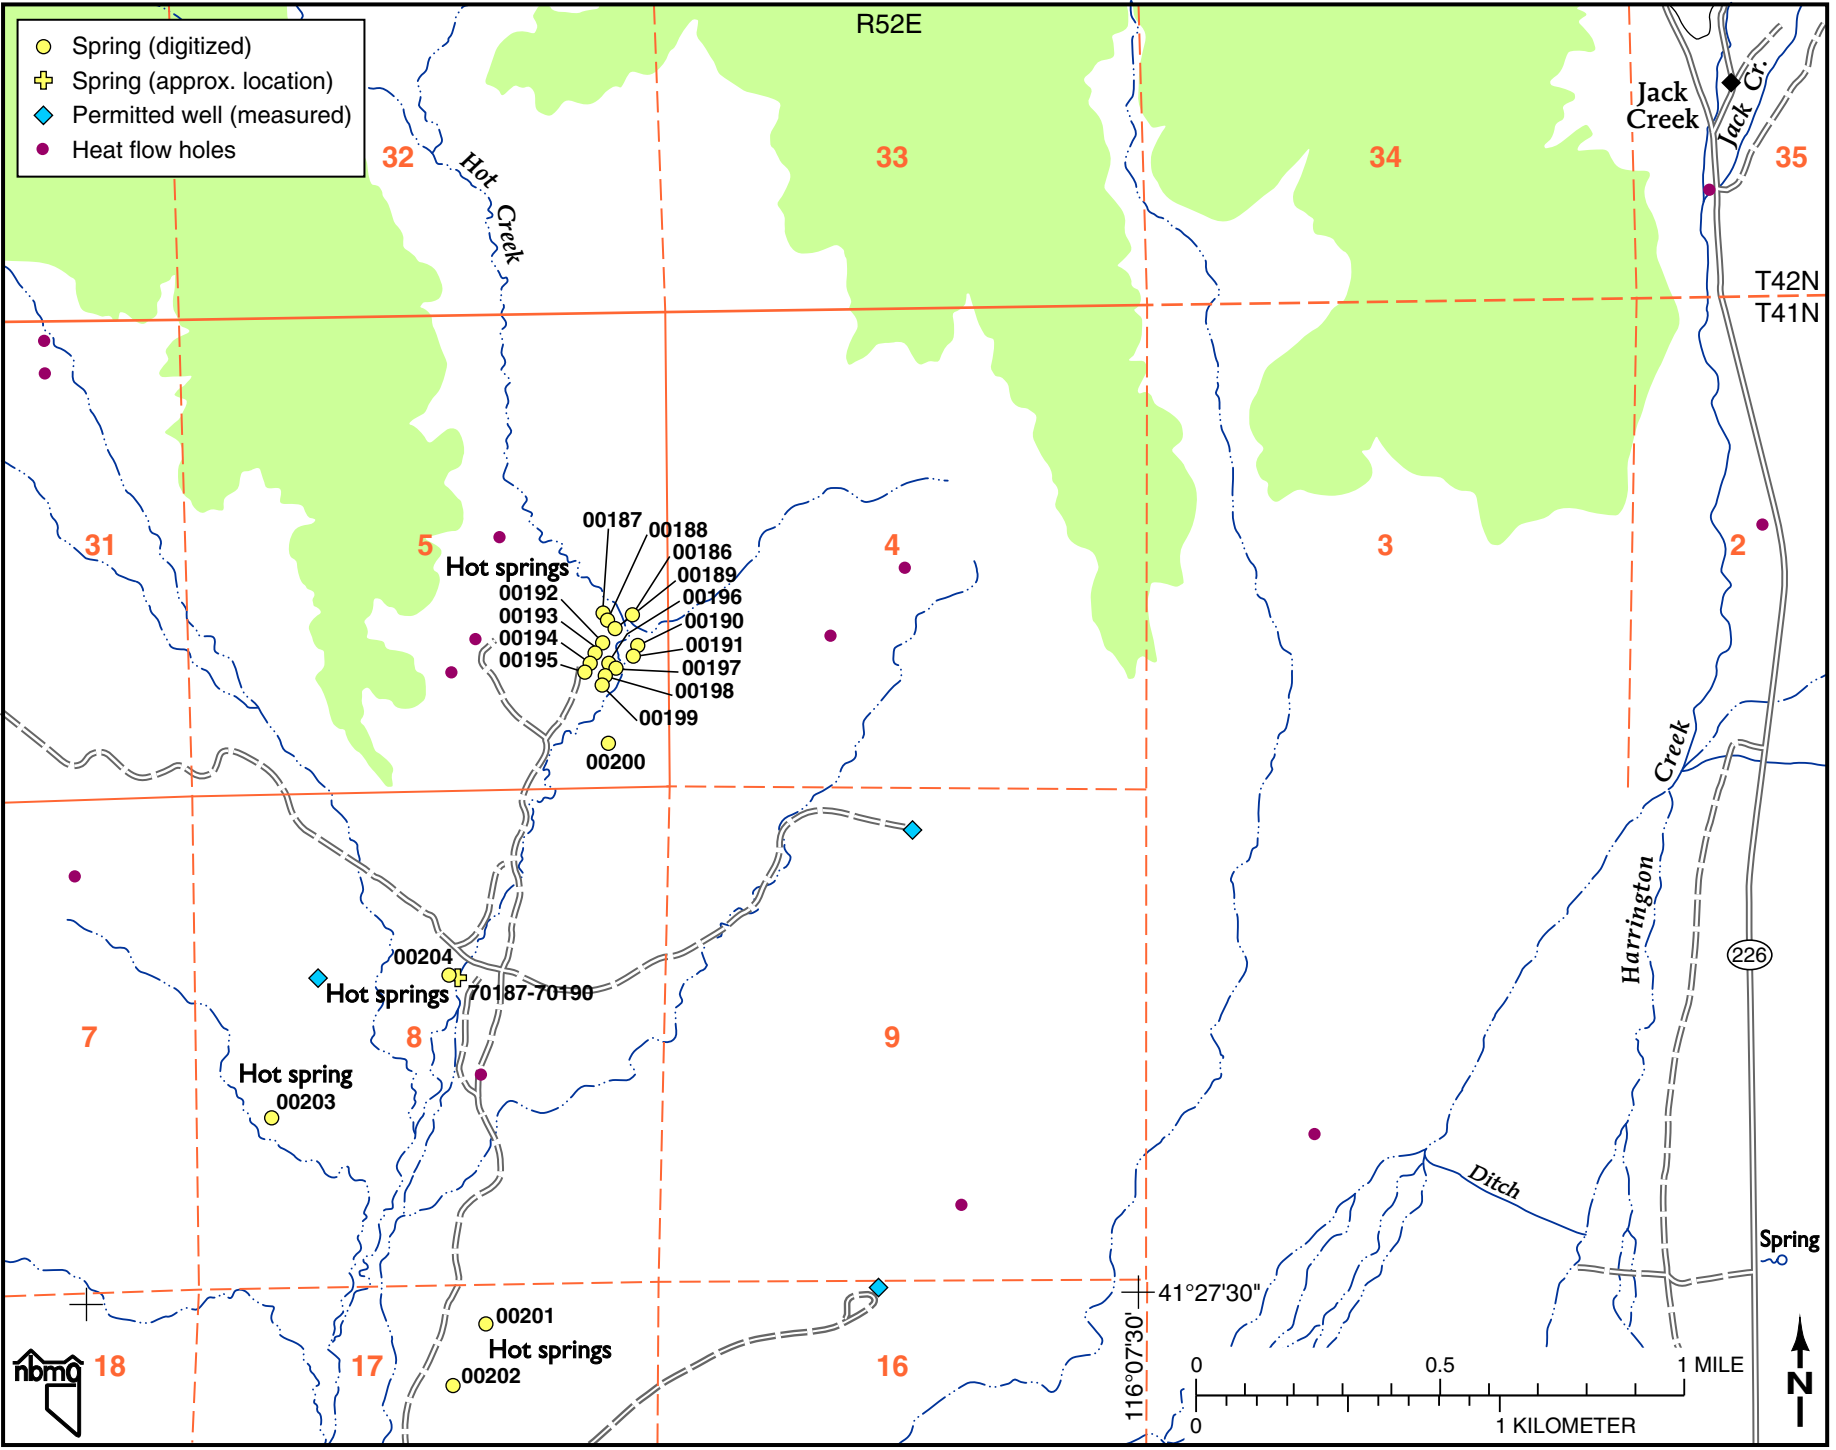 R52E
Spring (digitized)
Spring (approx. location)
Permitted well (measured)
Heat flow holes
Jack
Creek
Jack Cr.
32
33
34
35
Hot
Creek
T42N
T41N
31
5
4
3
2
Hot springs
00187
00188
00186
00189
00196
00190
00191
00197
00198
00199
00192
00193
00194
00195
00200
Creek
Harrington
226
00204
Hot springs
70187-70190
7
8
9
Hot spring
00203
Ditch
Spring
41°27'30"
116°07'30'
00201
Hot springs
00202
nbmg
18
17
16
0 0.5 1 MILE
0 1 KILOMETER
N